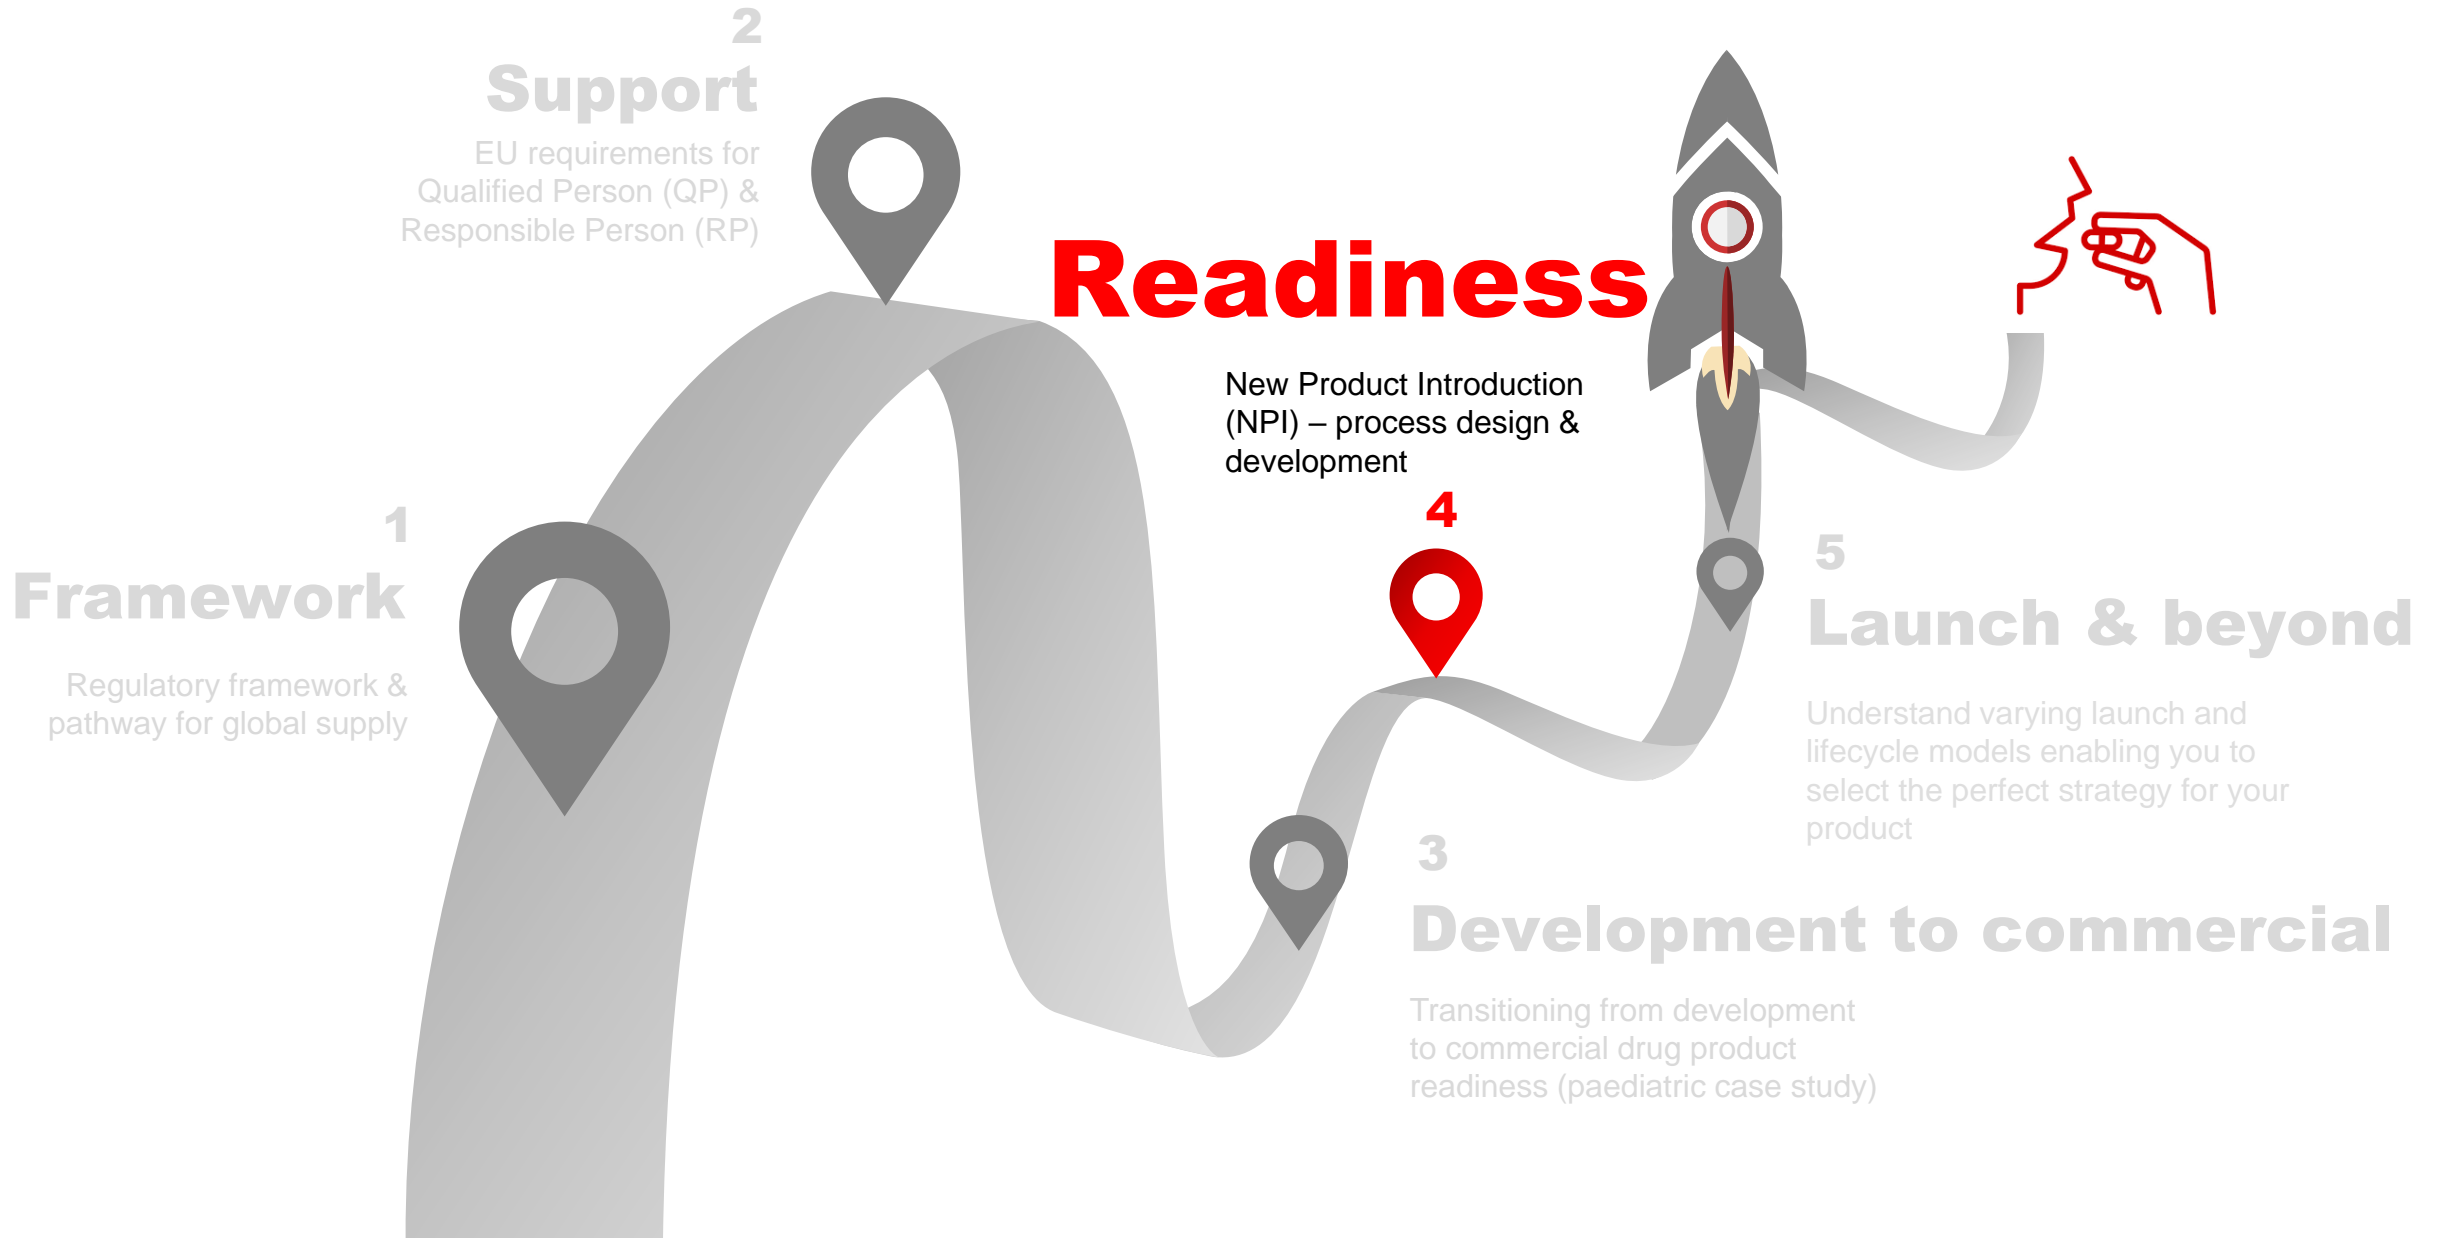 1
Framework
Regulatory framework &
pathway for global supply
2
Support
EU requirements for
Qualified Person (QP) &
Responsible Person (RP)
3
Development to commercial
Transitioning from development
to commercial drug product
readiness (paediatric case study)
Readiness
New Product Introduction
(NPI) – process design &
development
4
5
Launch & beyond
Understand varying launch and
lifecycle models enabling you to
select the perfect strategy for your
product